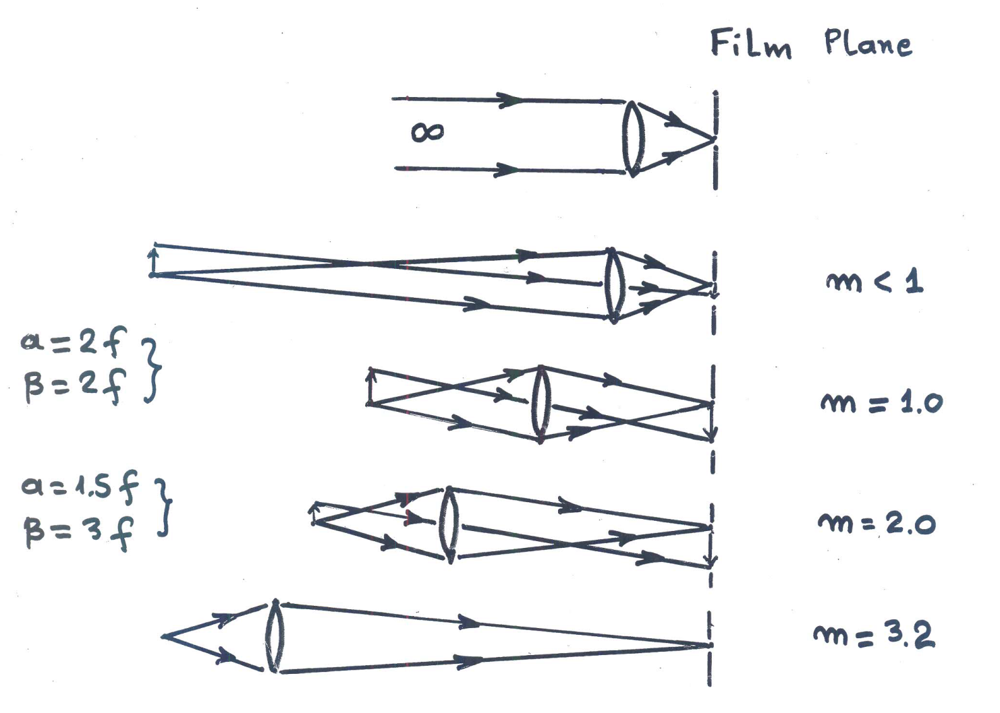 Film Plane
∞
m < 1
a = 2f
β = 2f
m = 1.0
a = 1.5f
β = 3f
m = 2.0
m = 3.2